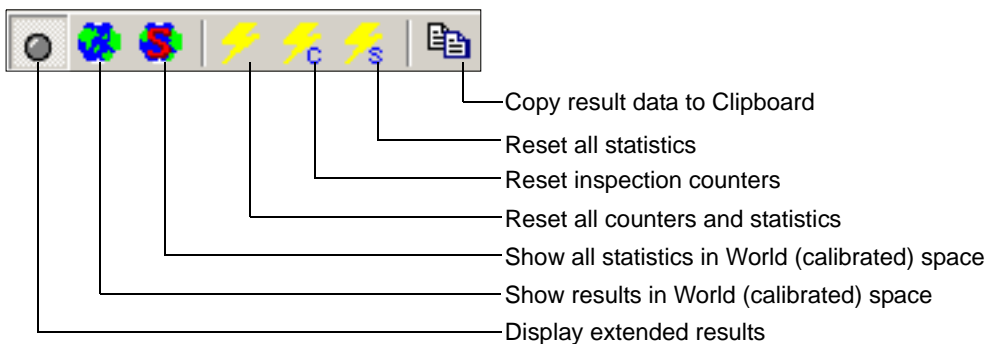 S C S
Copy result data to Clipboard
Reset all statistics
Reset inspection counters
Reset all counters and statistics
Show all statistics in World (calibrated) space
Show results in World (calibrated) space
Display extended results